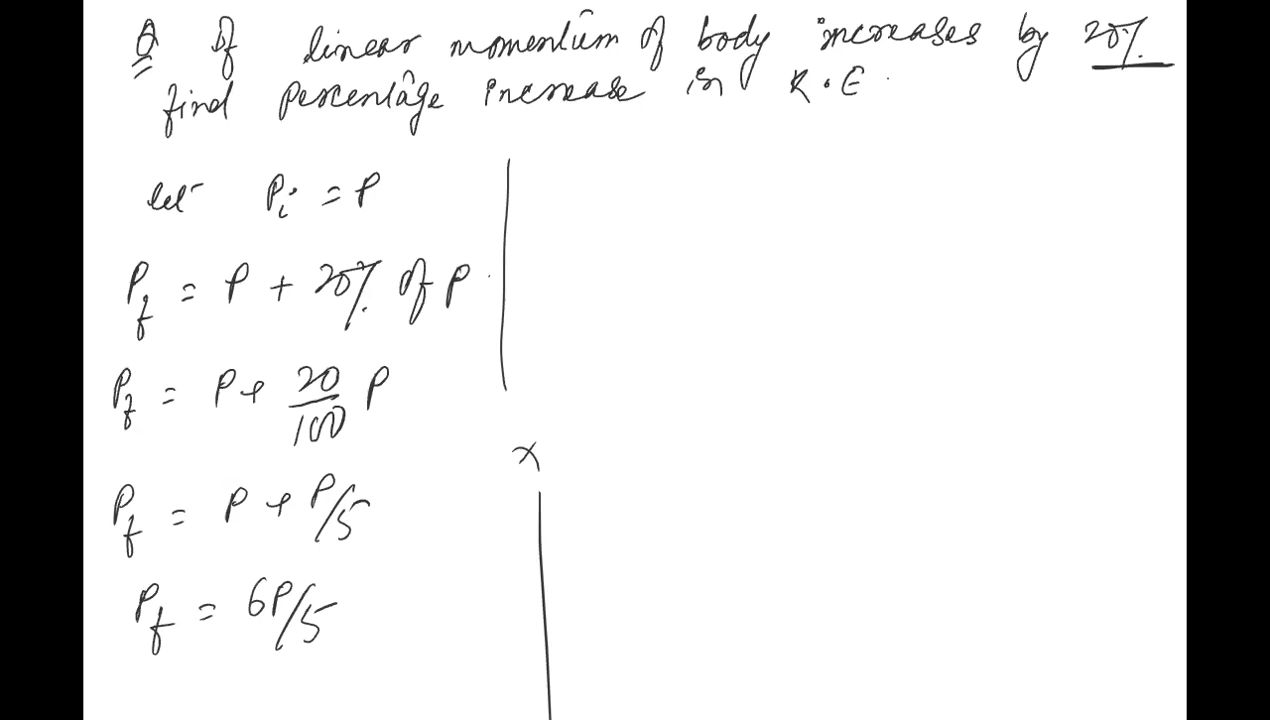 Q If linear momentum of body increases by 20%.
find percentage increase in K.E.
let Pi = P
Pf = P + 20% of P
Pf = P + 20/100 P
x
Pf = P + P/5
Pf = 6P/5